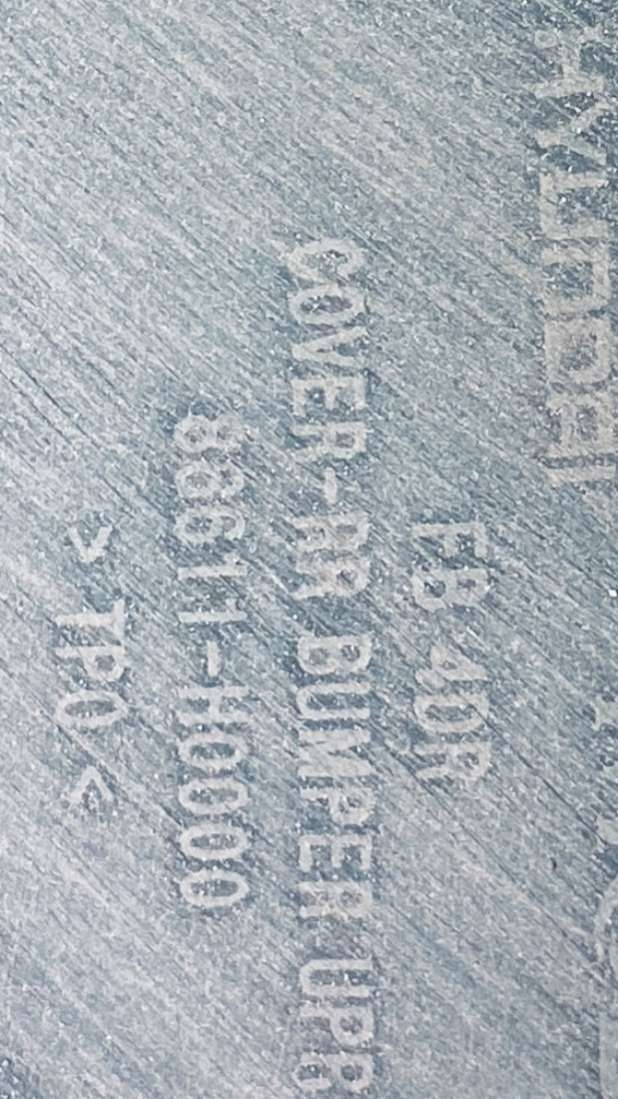 HYUNDAI
FB 4DR
COVER-RR BUMPER UPR
86611-H0000
> TPO <